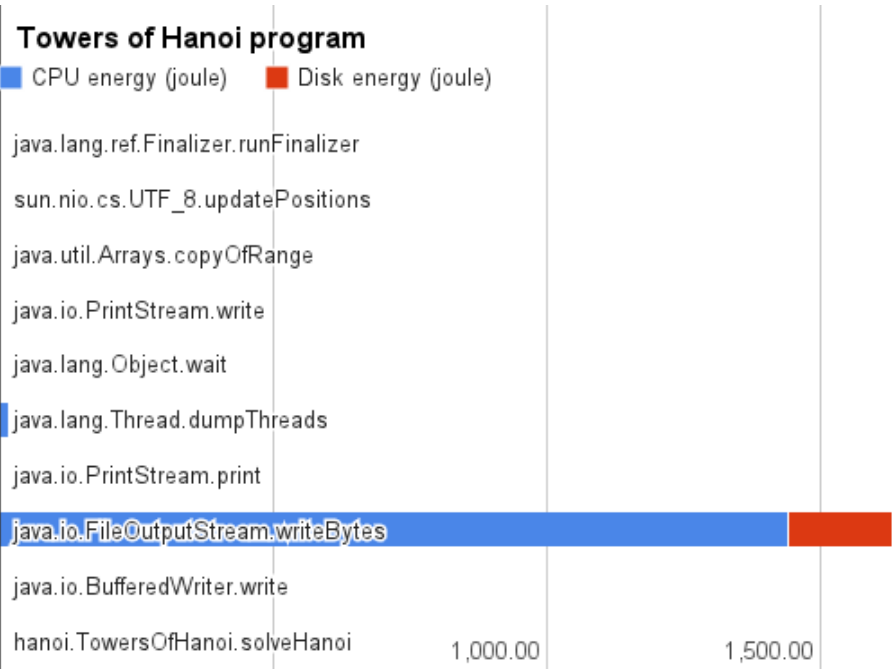 Towers of Hanoi program
CPU energy (joule) Disk energy (joule)
java.lang.ref.Finalizer.runFinalizer
sun.nio.cs.UTF_8.updatePositions
java.util.Arrays.copyOfRange
java.io.PrintStream.write
java.lang.Object.wait
java.lang.Thread.dumpThreads
java.io.PrintStream.print
java.io.FileOutputStream.writeBytes
java.io.BufferedWriter.write
hanoi.TowersOfHanoi.solveHanoi
1,000.00 1,500.00